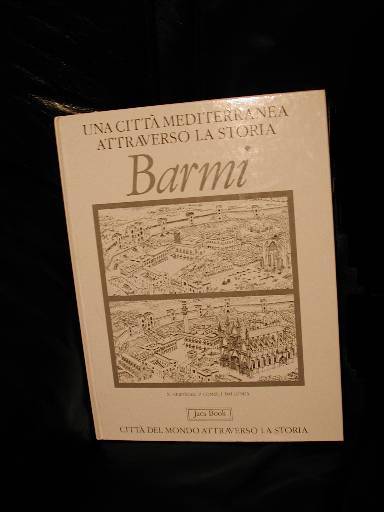 UNA CITTÀ MEDITERRANEA
ATTRAVERSO LA STORIA
Barmi
Jaca Book
CITTÀ DEL MONDO ATTRAVERSO LA STORIA